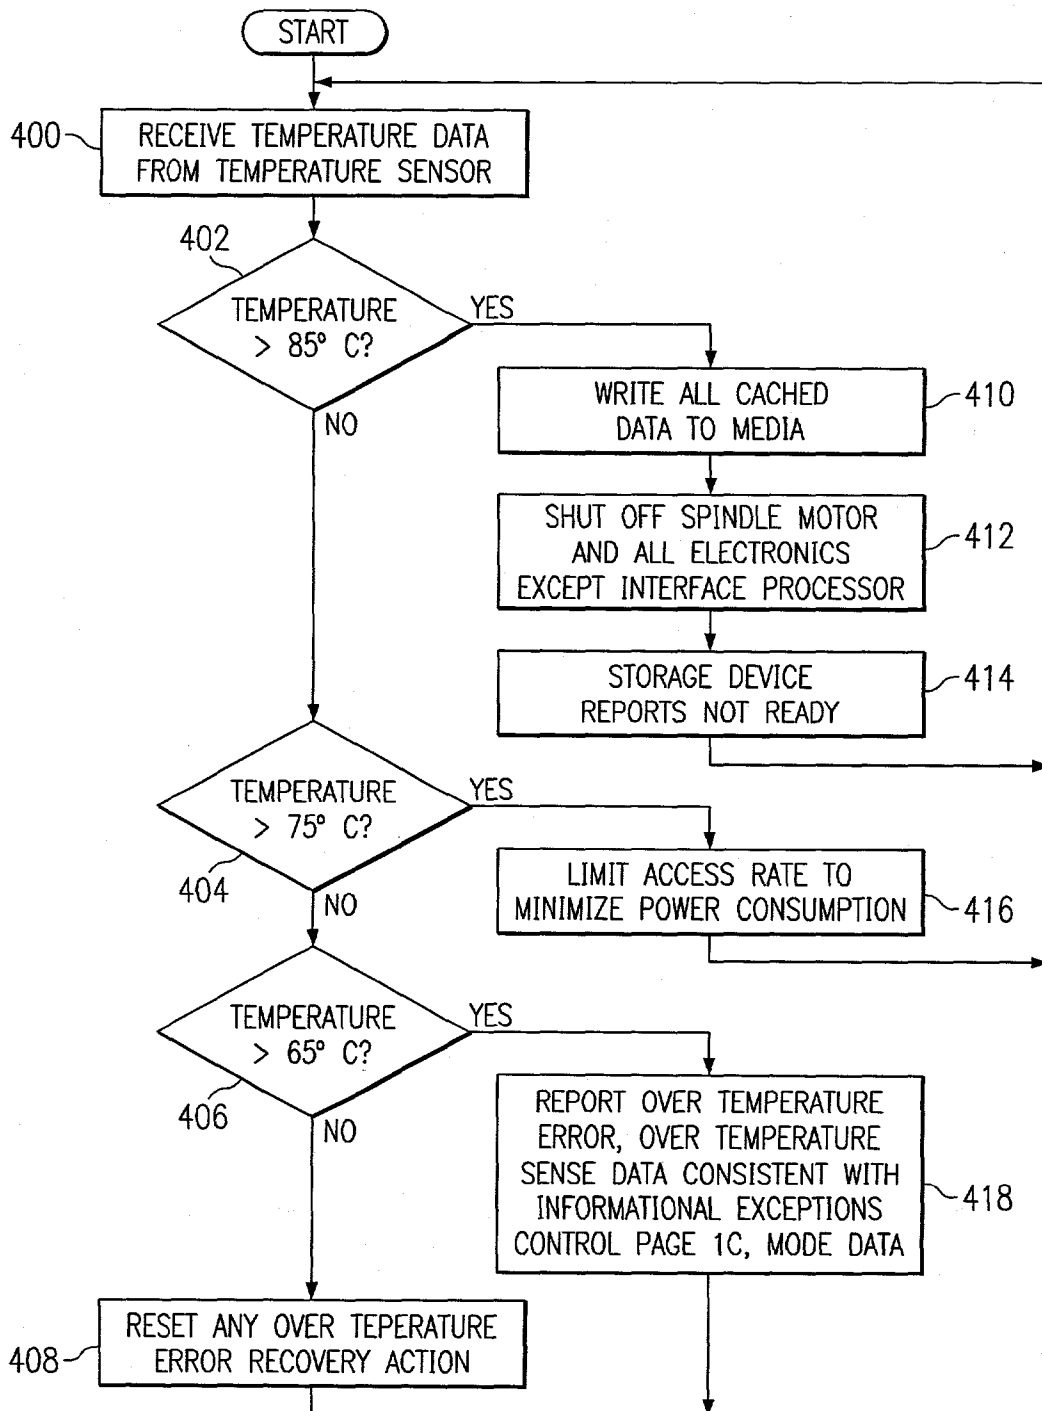 START
400
RECEIVE TEMPERATURE DATA
FROM TEMPERATURE SENSOR
402
TEMPERATURE
> 85° C?
YES
NO
WRITE ALL CACHED
DATA TO MEDIA
410
SHUT OFF SPINDLE MOTOR
AND ALL ELECTRONICS
EXCEPT INTERFACE PROCESSOR
412
STORAGE DEVICE
REPORTS NOT READY
414
TEMPERATURE
> 75° C?
YES
404
NO
LIMIT ACCESS RATE TO
MINIMIZE POWER CONSUMPTION
416
TEMPERATURE
> 65° C?
YES
406
NO
REPORT OVER TEMPERATURE
ERROR, OVER TEMPERATURE
SENSE DATA CONSISTENT WITH
INFORMATIONAL EXCEPTIONS
CONTROL PAGE 1C, MODE DATA
418
RESET ANY OVER TEPERATURE
ERROR RECOVERY ACTION
408